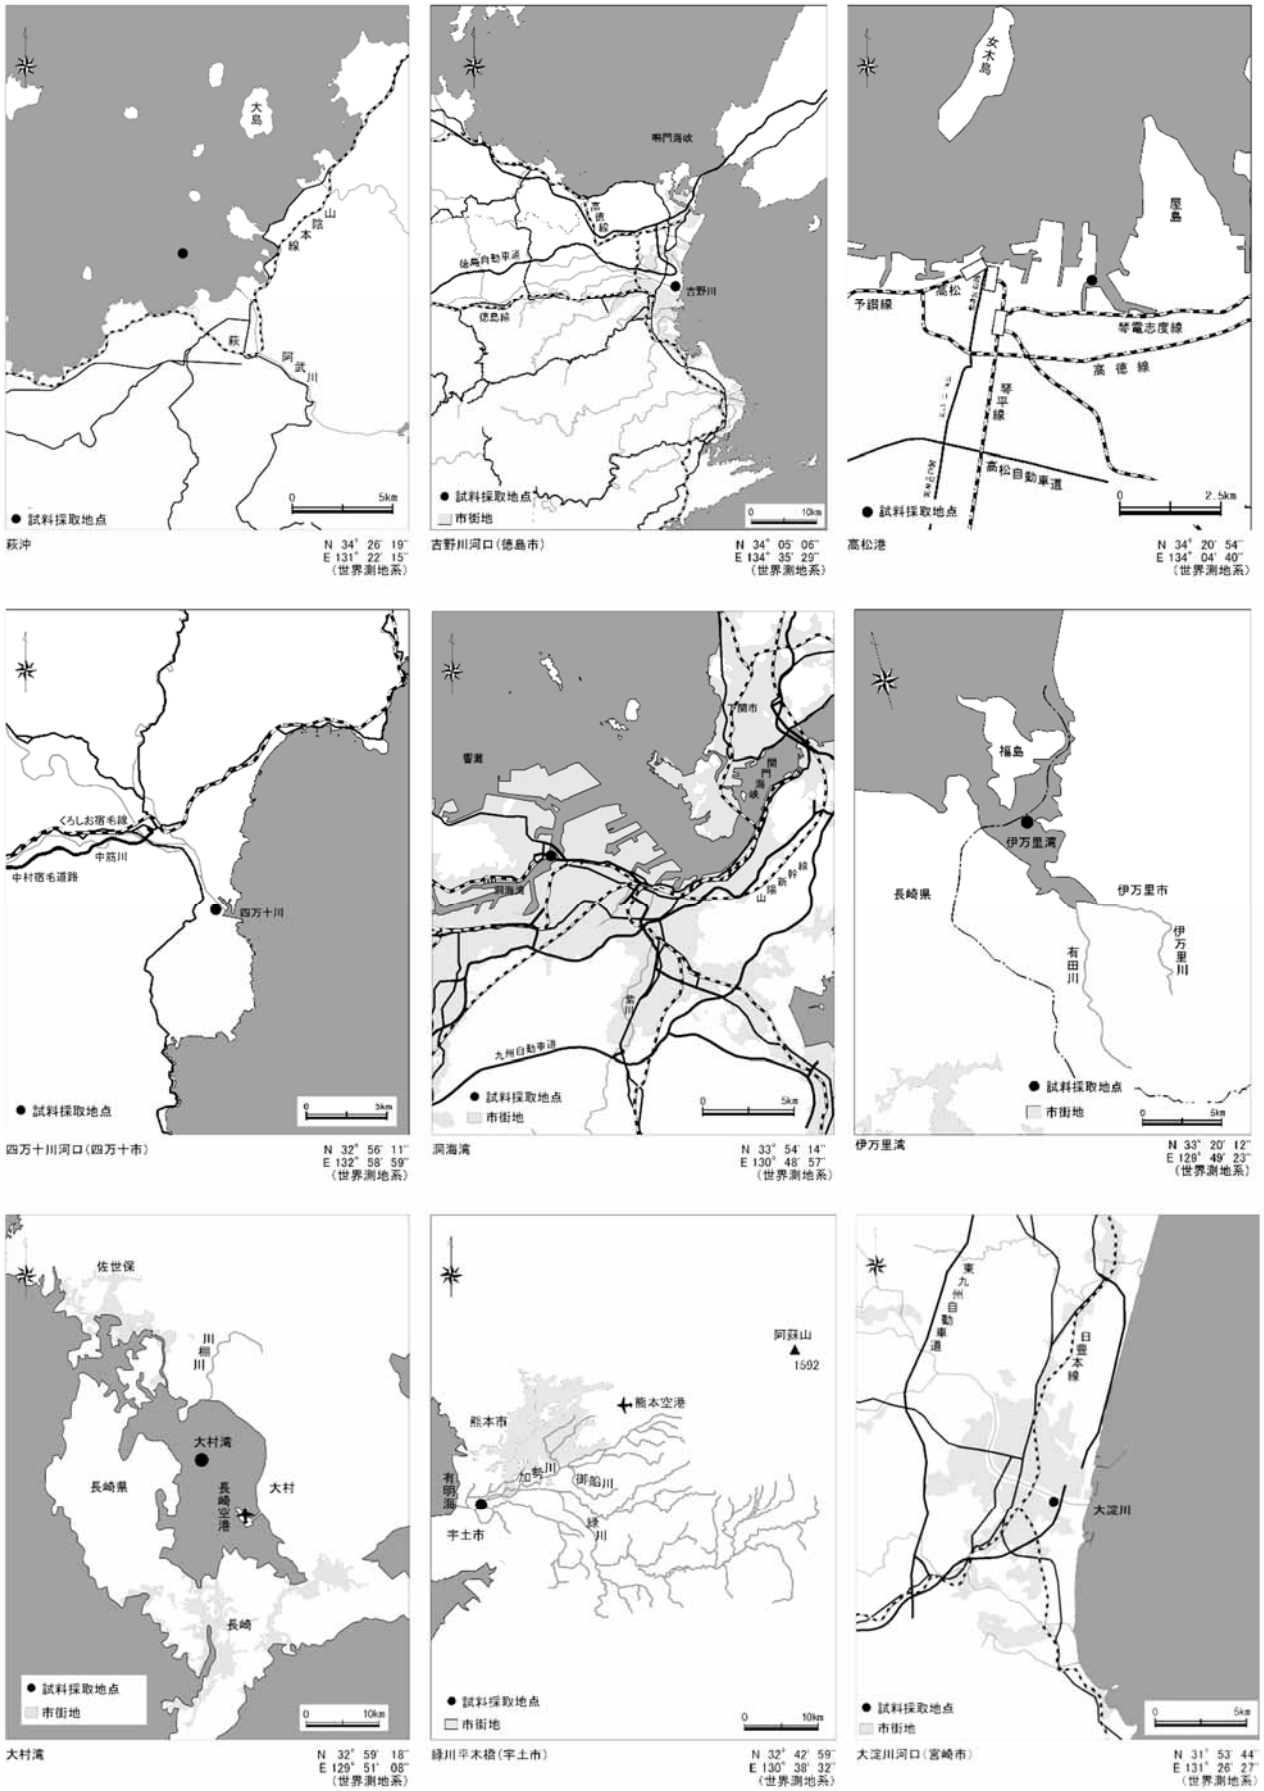 大島
山陰本線
萩
阿武川
0 5km
● 試料採取地点
萩沖
N 34° 26′ 19″
E 131° 22′ 15″
(世界測地系)
鳴門海峡
高徳線
徳島自動車道
吉野川
徳島線
● 試料採取地点
市街地
0 10km
吉野川河口(徳島市)
N 34° 05′ 06″
E 134° 35′ 29″
(世界測地系)
女木島
屋島
予讃線
高松
琴電志度線
高徳線
琴平線
高松自動車道
0 2.5km
● 試料採取地点
高松港
N 34° 20′ 54″
E 134° 04′ 40″
(世界測地系)
くろしお宿毛線
中筋川
中村宿毛道路
四万十川
● 試料採取地点
0 5km
四万十川河口(四万十市)
N 32° 56′ 11″
E 132° 58′ 59″
(世界測地系)
下関市
響灘
関門海峡
洞海湾
山陽新幹線
紫川
九州自動車道
● 試料採取地点
市街地
0 5km
洞海湾
N 33° 54′ 14″
E 130° 48′ 57″
(世界測地系)
福島
伊万里湾
長崎県
伊万里市
有田川
伊万里川
● 試料採取地点
市街地
0 5km
伊万里湾
N 33° 20′ 12″
E 129° 49′ 23″
(世界測地系)
佐世保
川棚川
大村湾
長崎県
長崎空港
大村
長崎
● 試料採取地点
市街地
0 10km
大村湾
N 32° 59′ 18″
E 129° 51′ 08″
(世界測地系)
阿蘇山
▲
1592
熊本空港
熊本市
加勢川
御船川
有明海
緑川
宇土市
● 試料採取地点
市街地
0 10km
緑川平木橋(宇土市)
N 32° 42′ 59″
E 130° 38′ 32″
(世界測地系)
東九州自動車道
日豊本線
大淀川
● 試料採取地点
市街地
0 5km
大淀川河口(宮崎市)
N 31° 53′ 44″
E 131° 26′ 27″
(世界測地系)